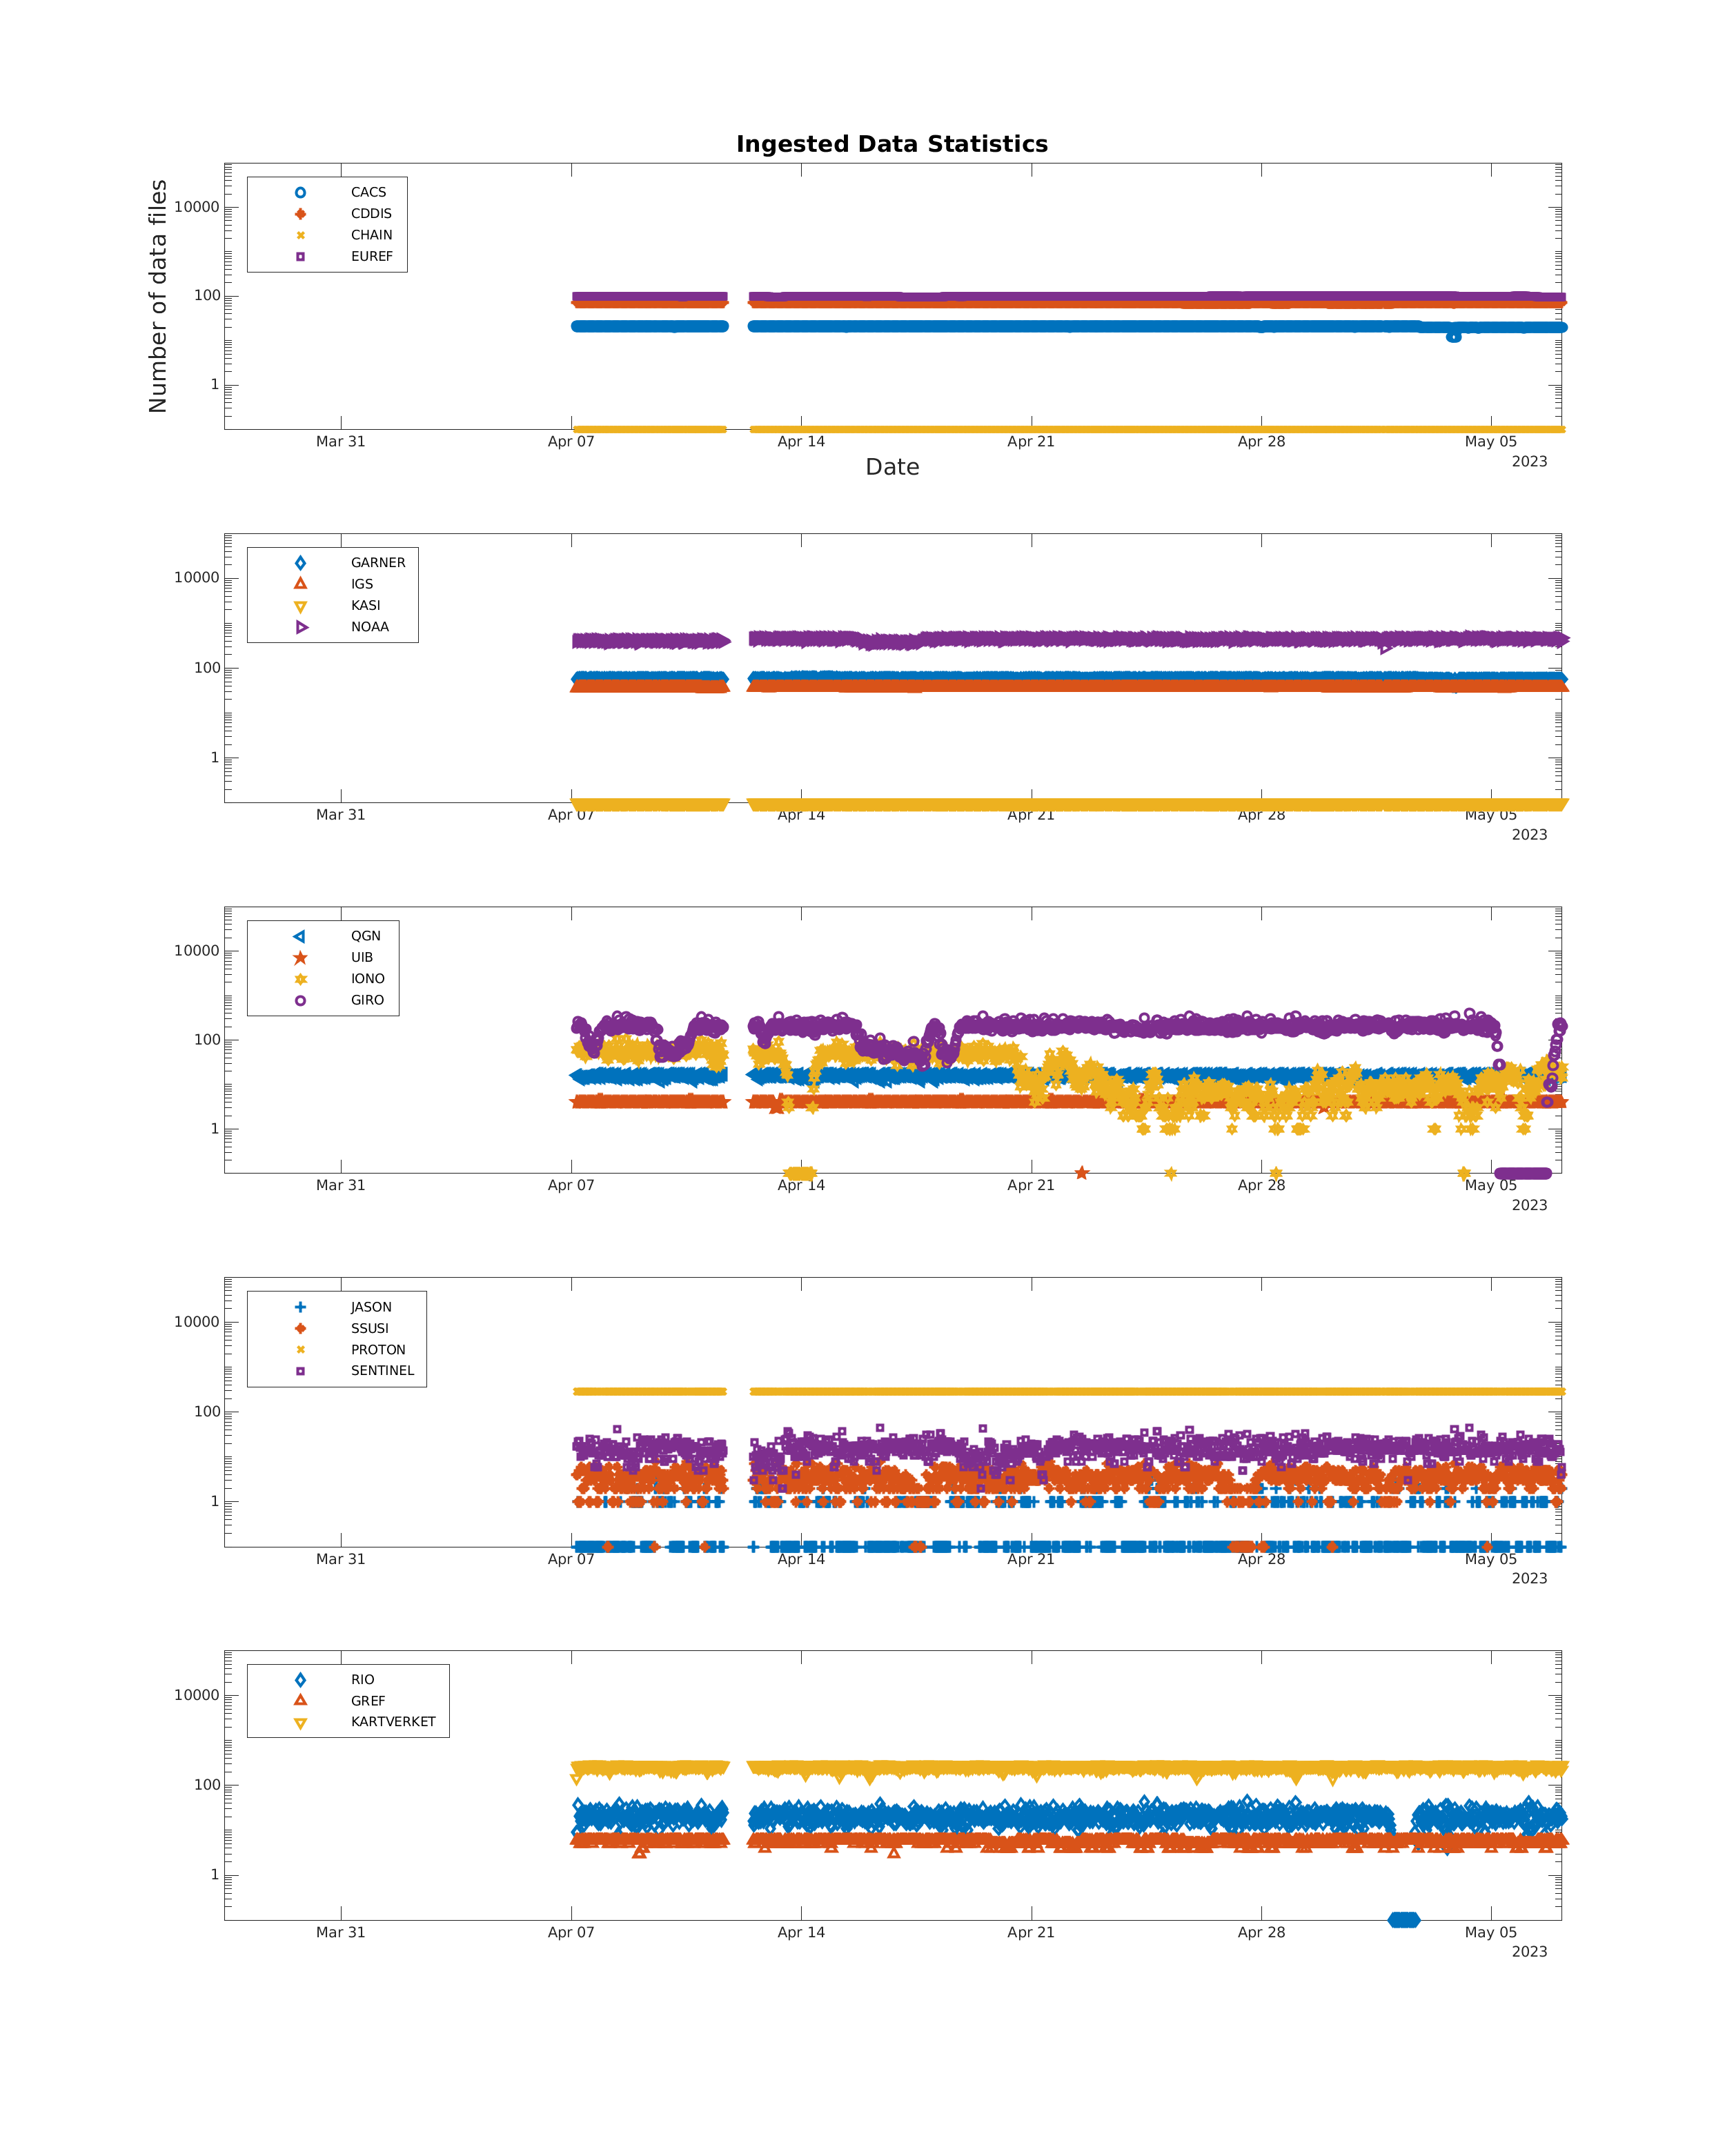 Ingested Data Statistics
Number of data files
CACS
CDDIS
CHAIN
EUREF
10000
100
1
Mar 31 Apr 07 Apr 14 Apr 21 Apr 28 May 05
2023
Date
GARNER
IGS
KASI
NOAA
10000
100
1
Mar 31 Apr 07 Apr 14 Apr 21 Apr 28 May 05
2023
QGN
UIB
IONO
GIRO
10000
100
1
Mar 31 Apr 07 Apr 14 Apr 21 Apr 28 May 05
2023
JASON
SSUSI
PROTON
SENTINEL
10000
100
1
Mar 31 Apr 07 Apr 14 Apr 21 Apr 28 May 05
2023
RIO
GREF
KARTVERKET
10000
100
1
Mar 31 Apr 07 Apr 14 Apr 21 Apr 28 May 05
2023